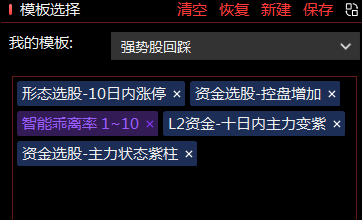 模板选择 清空 恢复 新建 保存
我的模板: 强势股回踩
形态选股-10日内涨停 × 资金选股-控盘增加 ×
智能乖离率 1~10 × L2资金-十日内主力变紫 ×
资金选股-主力状态紫柱 ×